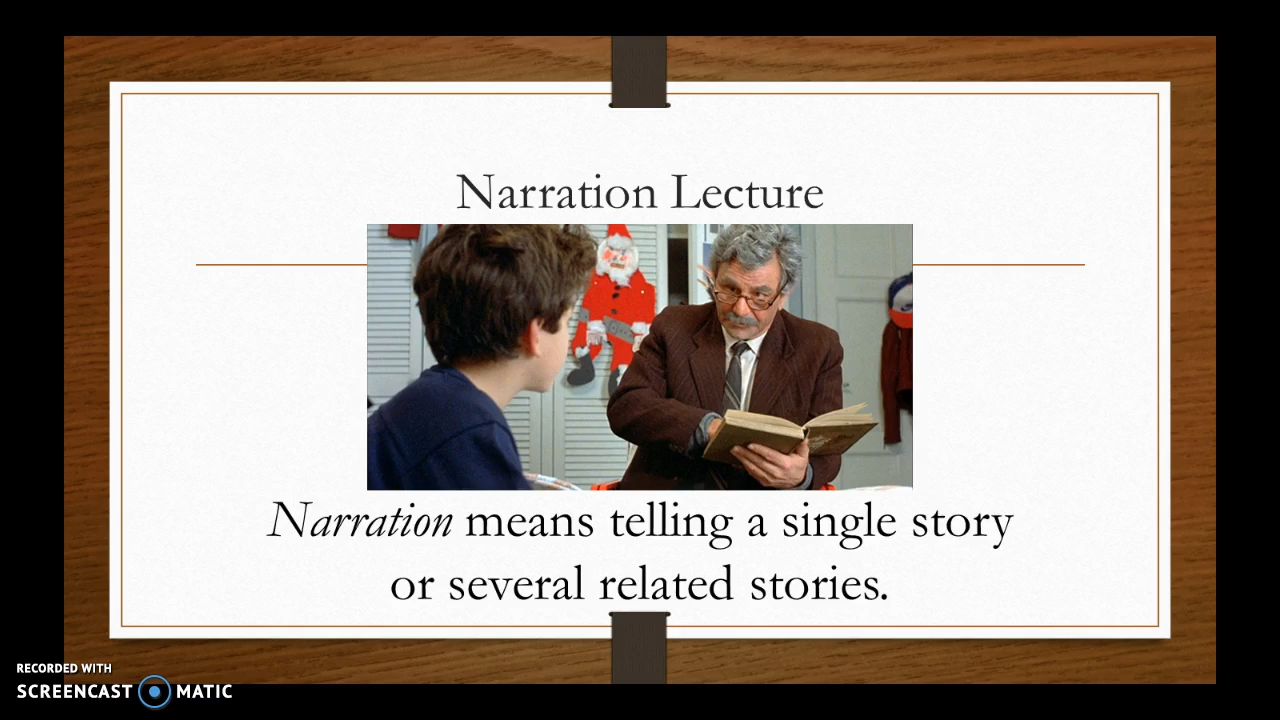 Narration Lecture
Narration means telling a single story
or several related stories.
RECORDED WITH
SCREENCAST MATIC